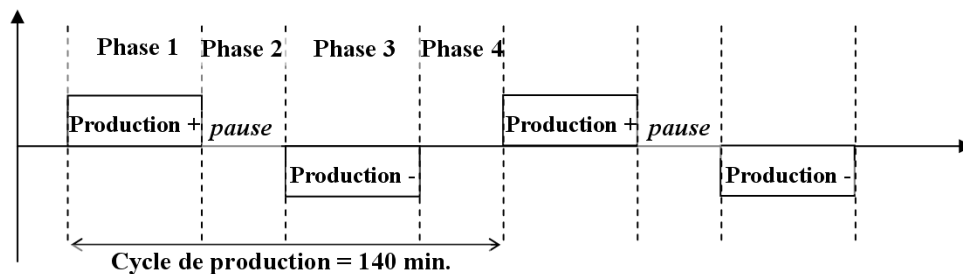 Phase 1 Phase 2 Phase 3 Phase 4
Production + pause Production + pause
Production - Production -
Cycle de production = 140 min.